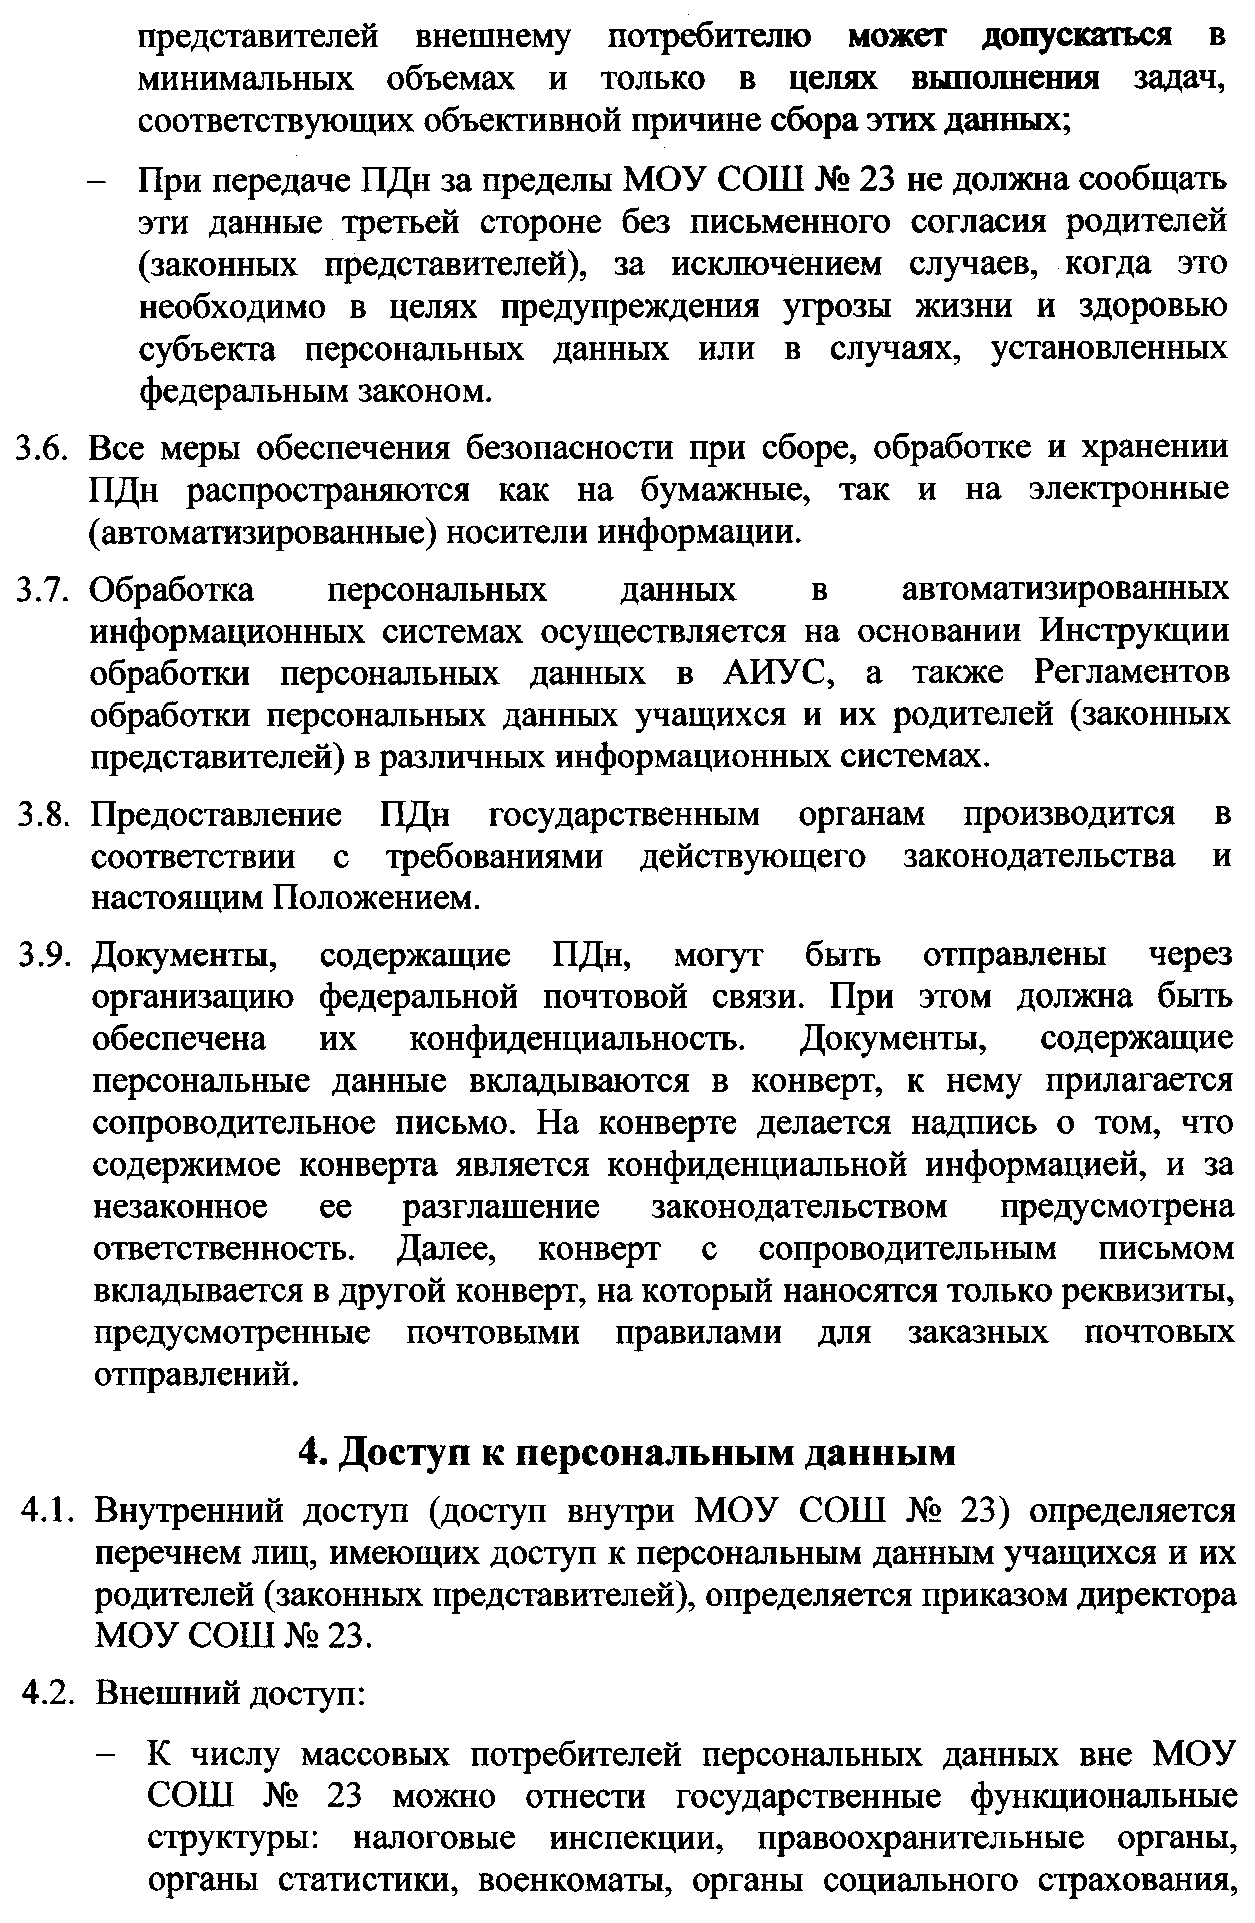 представителей внешнему потребителю может допускаться в
минимальных объемах и только в целях выполнения задач,
соответствующих объективной причине сбора этих данных;
– При передаче ПДн за пределы МОУ СОШ № 23 не должна сообщать
эти данные третьей стороне без письменного согласия родителей
(законных представителей), за исключением случаев, когда это
необходимо в целях предупреждения угрозы жизни и здоровью
субъекта персональных данных или в случаях, установленных
федеральным законом.
3.6. Все меры обеспечения безопасности при сборе, обработке и хранении
ПДн распространяются как на бумажные, так и на электронные
(автоматизированные) носители информации.
3.7. Обработка персональных данных в автоматизированных
информационных системах осуществляется на основании Инструкции
обработки персональных данных в АИУС, а также Регламентов
обработки персональных данных учащихся и их родителей (законных
представителей) в различных информационных системах.
3.8. Предоставление ПДн государственным органам производится в
соответствии с требованиями действующего законодательства и
настоящим Положением.
3.9. Документы, содержащие ПДн, могут быть отправлены через
организацию федеральной почтовой связи. При этом должна быть
обеспечена их конфиденциальность. Документы, содержащие
персональные данные вкладываются в конверт, к нему прилагается
сопроводительное письмо. На конверте делается надпись о том, что
содержимое конверта является конфиденциальной информацией, и за
незаконное ее разглашение законодательством предусмотрена
ответственность. Далее, конверт с сопроводительным письмом
вкладывается в другой конверт, на который наносятся только реквизиты,
предусмотренные почтовыми правилами для заказных почтовых
отправлений.
4. Доступ к персональным данным
4.1. Внутренний доступ (доступ внутри МОУ СОШ № 23) определяется
перечнем лиц, имеющих доступ к персональным данным учащихся и их
родителей (законных представителей), определяется приказом директора
МОУ СОШ № 23.
4.2. Внешний доступ:
– К числу массовых потребителей персональных данных вне МОУ
СОШ № 23 можно отнести государственные функциональные
структуры: налоговые инспекции, правоохранительные органы,
органы статистики, военкоматы, органы социального страхования,